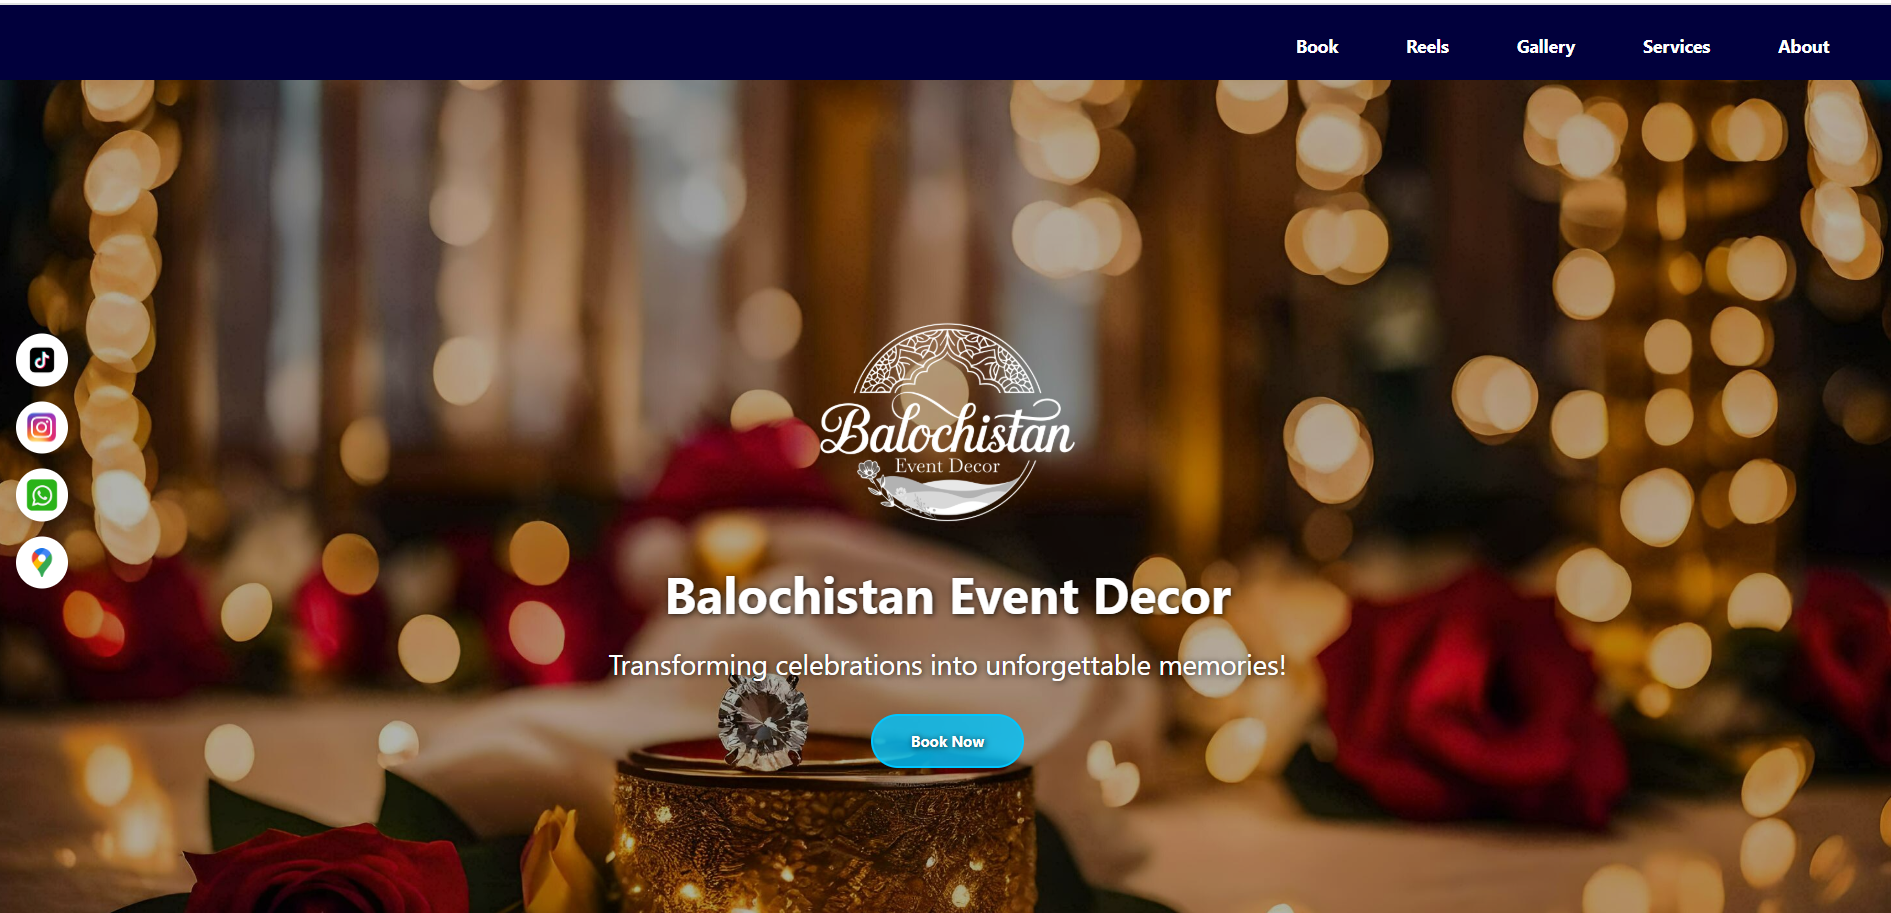 Book Reels Gallery Services About
Balochistan
Event Decor
Balochistan Event Decor
Transforming celebrations into unforgettable memories!
Book Now